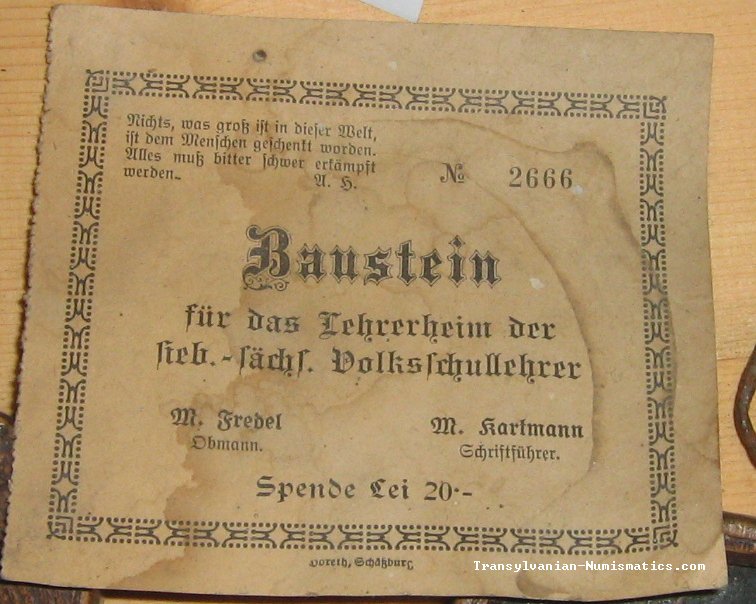 Nichts, was groß ist in dieser Welt,
ist dem Menschen geschenkt worden.
Alles muß bitter schwer erkämpft
werden.
A. H.
№ 2666
Baustein
für das Lehrerheim der
sieb.-sächs. Volksschullehrer
M. Fredel
Obmann.
M. Hartmann
Schriftführer.
Spende Lei 20·-
Horeth, Schäßburg
Transylvanian-Numismatics.com